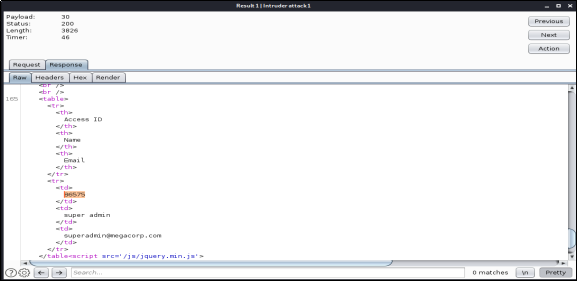 Result 1 | Intruder attack1
Payload: 30
Status: 200
Length: 3826
Timer: 46
Previous
Next
Action
Request Response
Raw Headers Hex Render
<br />
<br />
165 <table>
<tr>
<th>
Access ID
</th>
<th>
Name
</th>
<th>
Email
</th>
</tr>
<tr>
<td>
86575
</td>
<td>
super admin
</td>
<td>
superadmin@megacorp.com
</td>
</tr>
</table><script src='/js/jquery.min.js'>
Search...
0 matches
\n
Pretty